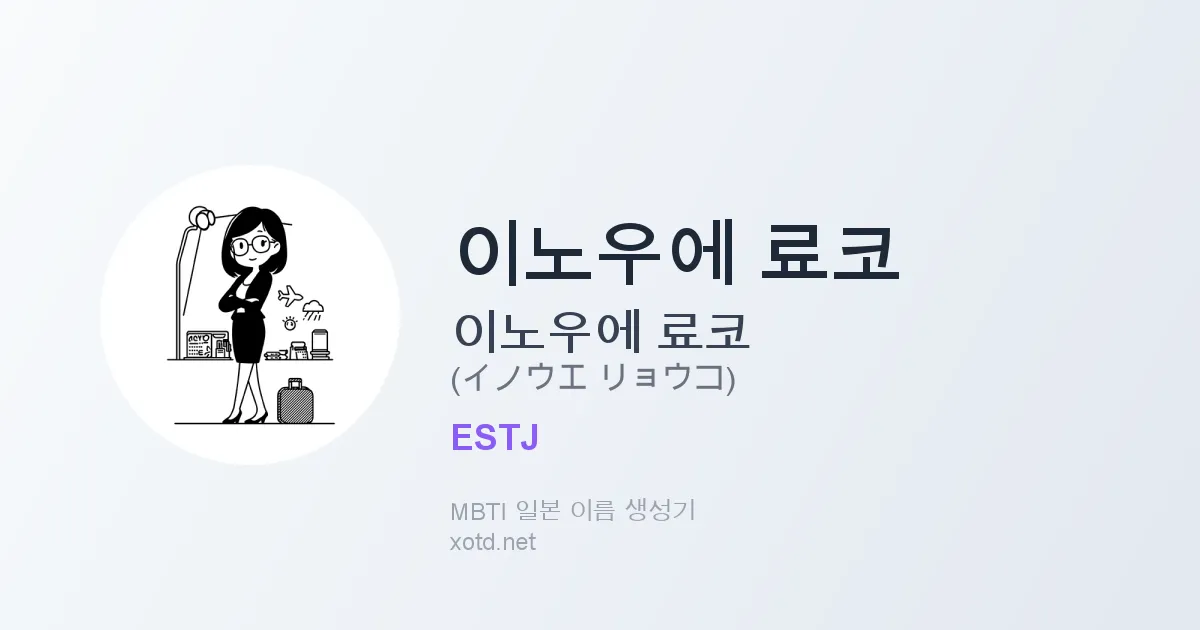 이노우에 료코
이노우에 료코
(イノウエ リョウコ)
ESTJ
MBTI 일본 이름 생성기
xotd.net